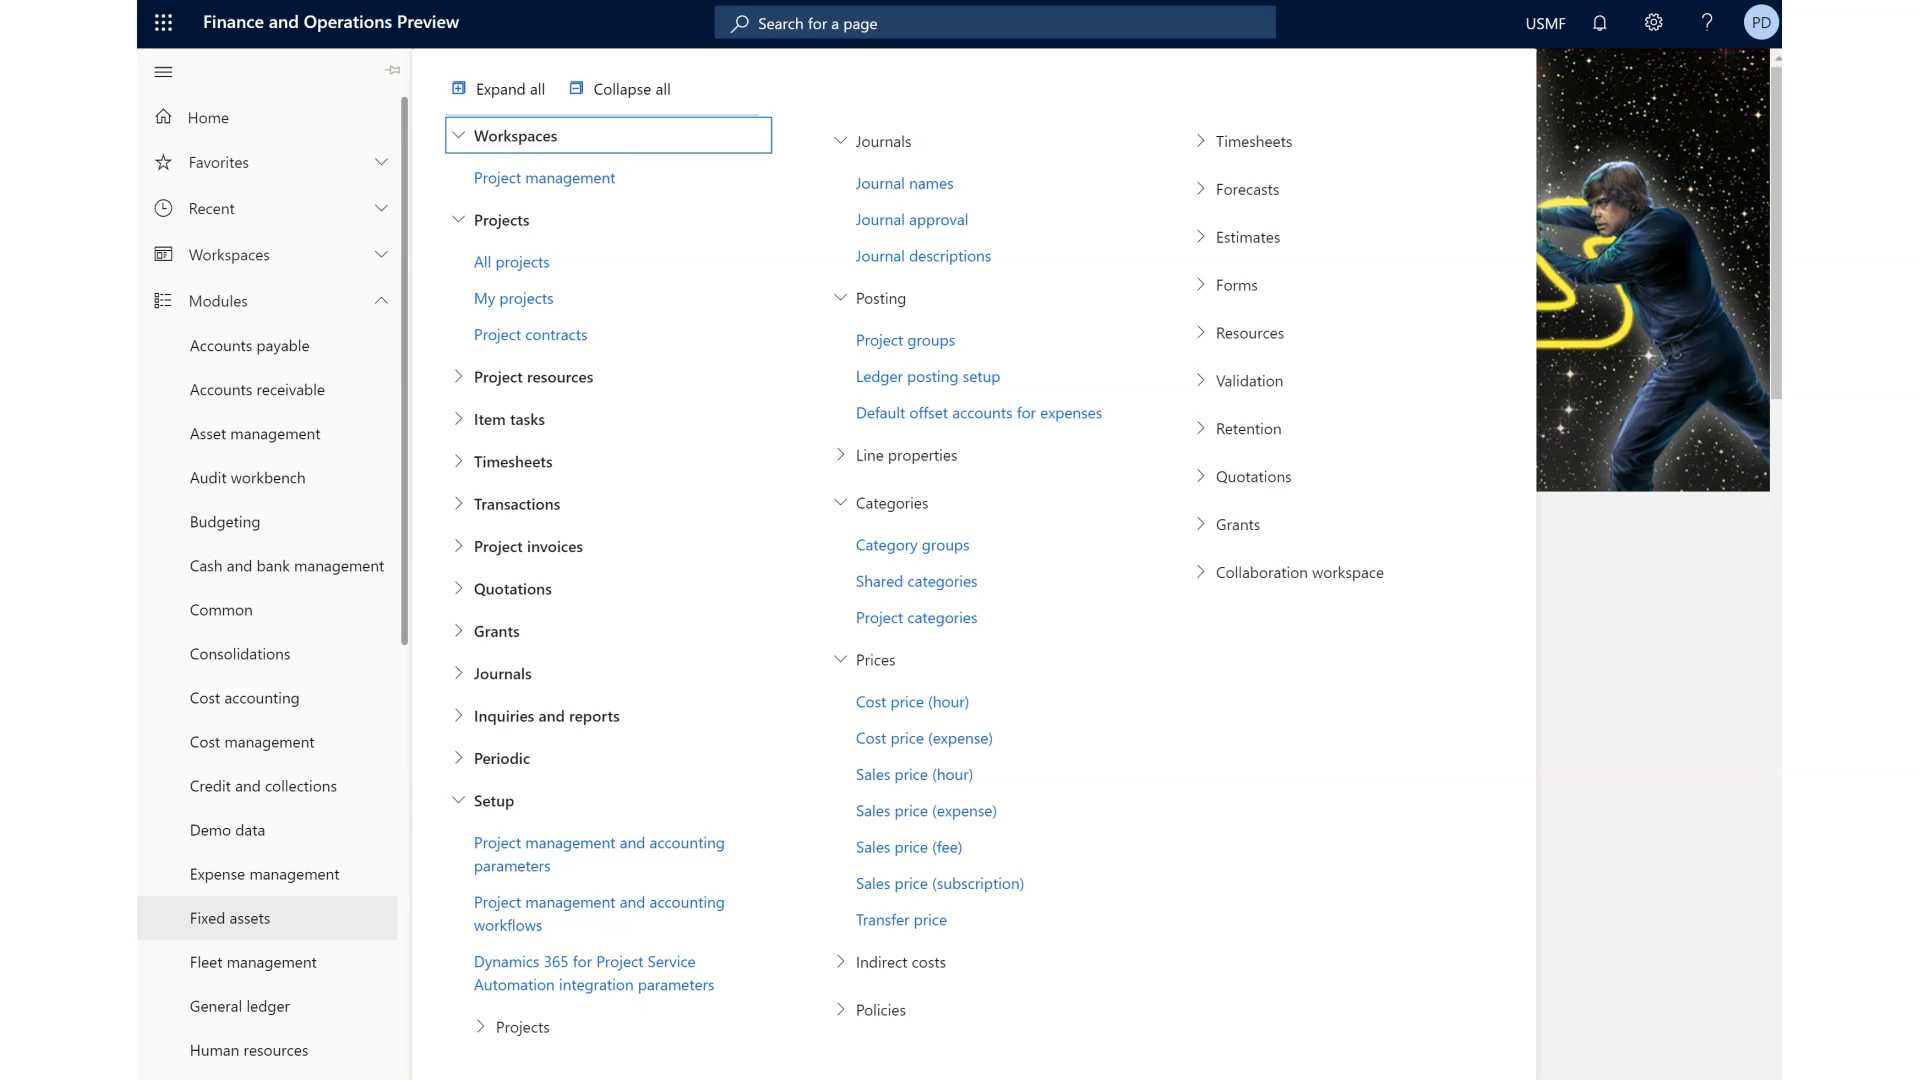 Finance and Operations Preview
Search for a page
USMF
PD
Home
Favorites
Recent
Workspaces
Modules
Accounts payable
Accounts receivable
Asset management
Audit workbench
Budgeting
Cash and bank management
Common
Consolidations
Cost accounting
Cost management
Credit and collections
Demo data
Expense management
Fixed assets
Fleet management
General ledger
Human resources
Expand all
Collapse all
Workspaces
Project management
Projects
All projects
My projects
Project contracts
Project resources
Item tasks
Timesheets
Transactions
Project invoices
Quotations
Grants
Journals
Inquiries and reports
Periodic
Setup
Project management and accounting
parameters
Project management and accounting
workflows
Dynamics 365 for Project Service
Automation integration parameters
Projects
Journals
Journal names
Journal approval
Journal descriptions
Posting
Project groups
Ledger posting setup
Default offset accounts for expenses
Line properties
Categories
Category groups
Shared categories
Project categories
Prices
Cost price (hour)
Cost price (expense)
Sales price (hour)
Sales price (expense)
Sales price (fee)
Sales price (subscription)
Transfer price
Indirect costs
Policies
Timesheets
Forecasts
Estimates
Forms
Resources
Validation
Retention
Quotations
Grants
Collaboration workspace